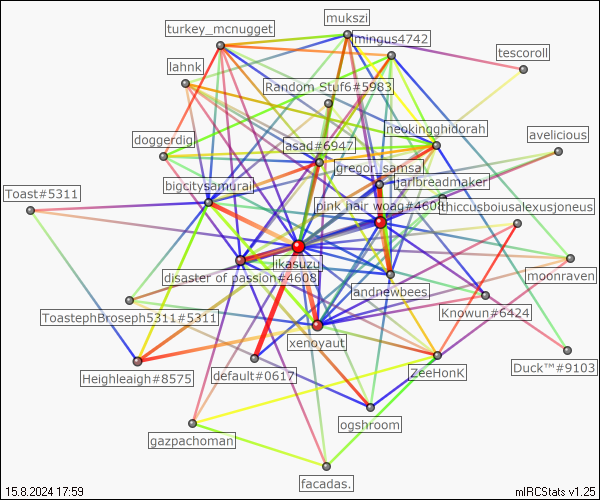 mukszi
turkey_mcnugget
mingus4742
tescoroll
lahnk
Random Stuf6#5983
neokingghidorah
doggerdig
asad#6947
avelicious
gregor_samsa
bigcitysamurai
jarlbreadmaker
Toast#5311
pink hair woag#4608
thiccusboiusalexusjoneus
likasuzu
disaster of passion#4608
moonraven
andnewbees
ToastephBroseph5311#5311
Knowun#6424
xenoyaut
Heighleigh#8575
default#0617
ZeeHonK
Duck™#9103
ogshroom
gazpachoman
facadas.
15.8.2024 17:59
mIRCStats v1.25